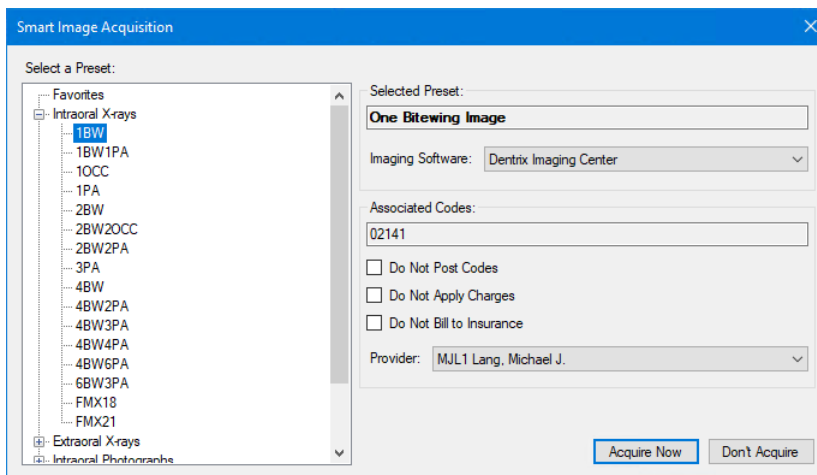 Smart Image Acquisition
Select a Preset:
Favorites
Intraoral X-rays
1BW
1BW1PA
1OCC
1PA
2BW
2BW2OCC
2BW2PA
3PA
4BW
4BW2PA
4BW3PA
4BW4PA
4BW6PA
6BW3PA
FMX18
FMX21
Extraoral X-rays
Intraoral Photographs
Selected Preset:
One Bitewing Image
Imaging Software: Dentrix Imaging Center
Associated Codes:
02141
Do Not Post Codes
Do Not Apply Charges
Do Not Bill to Insurance
Provider: MJL1 Lang, Michael J.
Acquire Now Don't Acquire